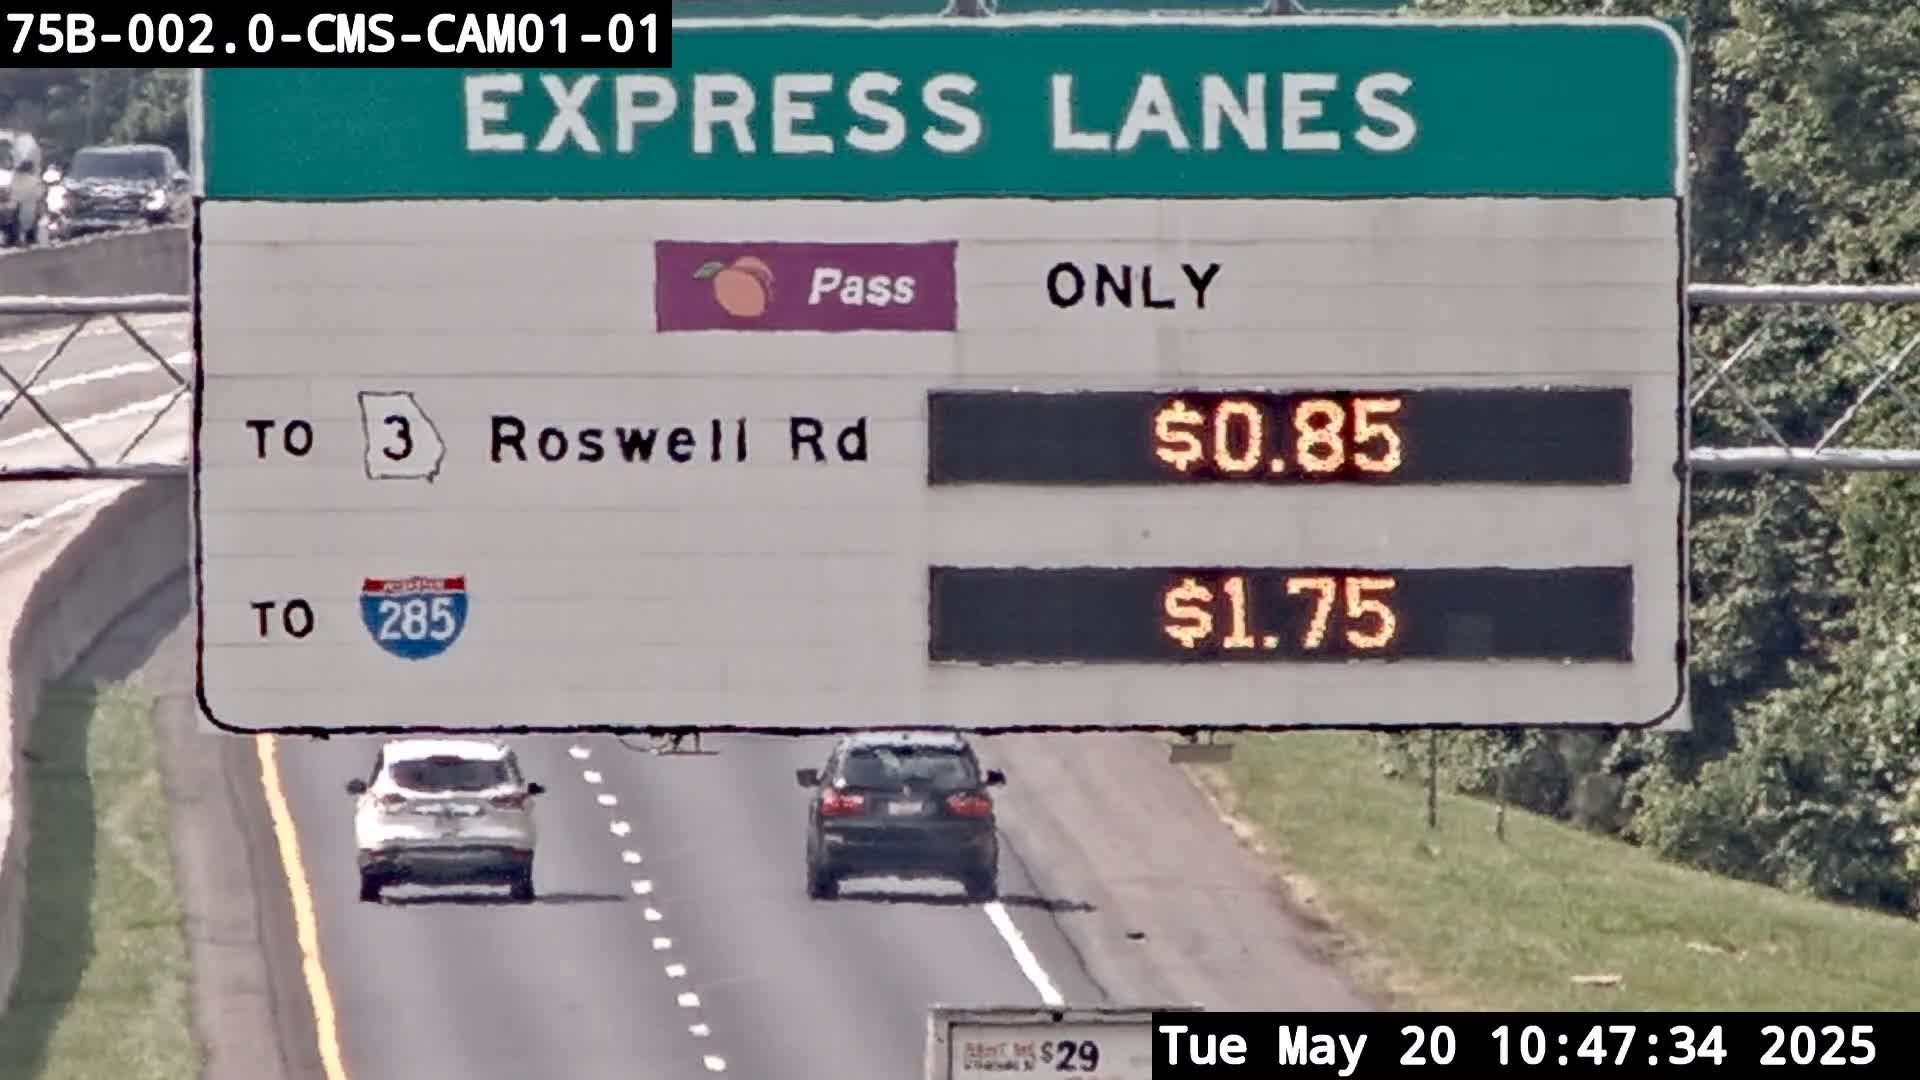 75B-002.0-CMS-CAM01-01
EXPRESS LANES
Pass ONLY
TO 3 Roswell Rd $0.85
TO 285 $1.75
$29
Tue May 20 10:47:34 2025